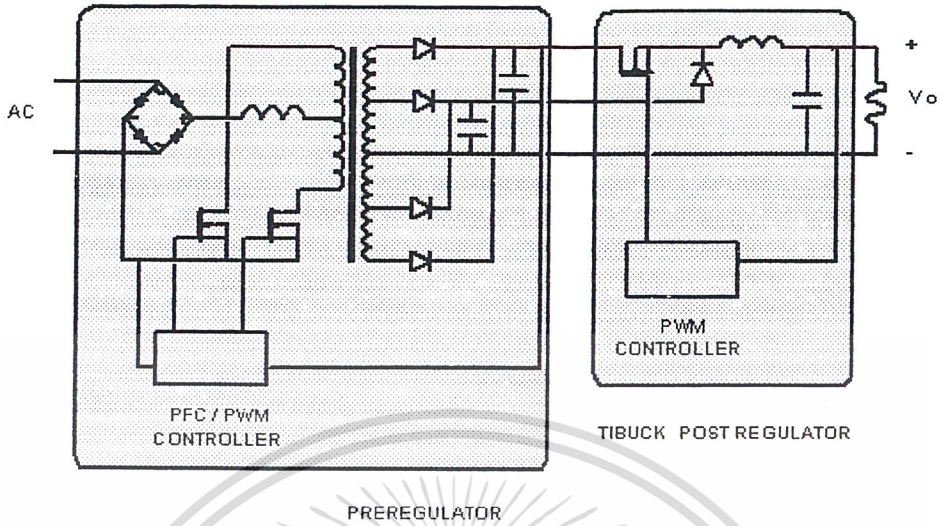 AC
+
Vo
-
PFC / PWM
CONTROLLER
PWM
CONTROLLER
TIBUCK POST REGULATOR
PREREGULATOR